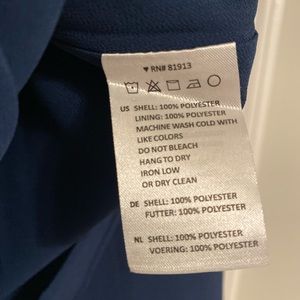 ♥ RN# 81913
US SHELL: 100% POLYESTER
LINING: 100% POLYESTER
MACHINE WASH COLD WITH
LIKE COLORS
DO NOT BLEACH
HANG TO DRY
IRON LOW
OR DRY CLEAN
DE SHELL: 100% POLYESTER
FUTTER: 100% POLYESTER
NL SHELL: 100% POLYESTER
VOERING: 100% POLYESTER